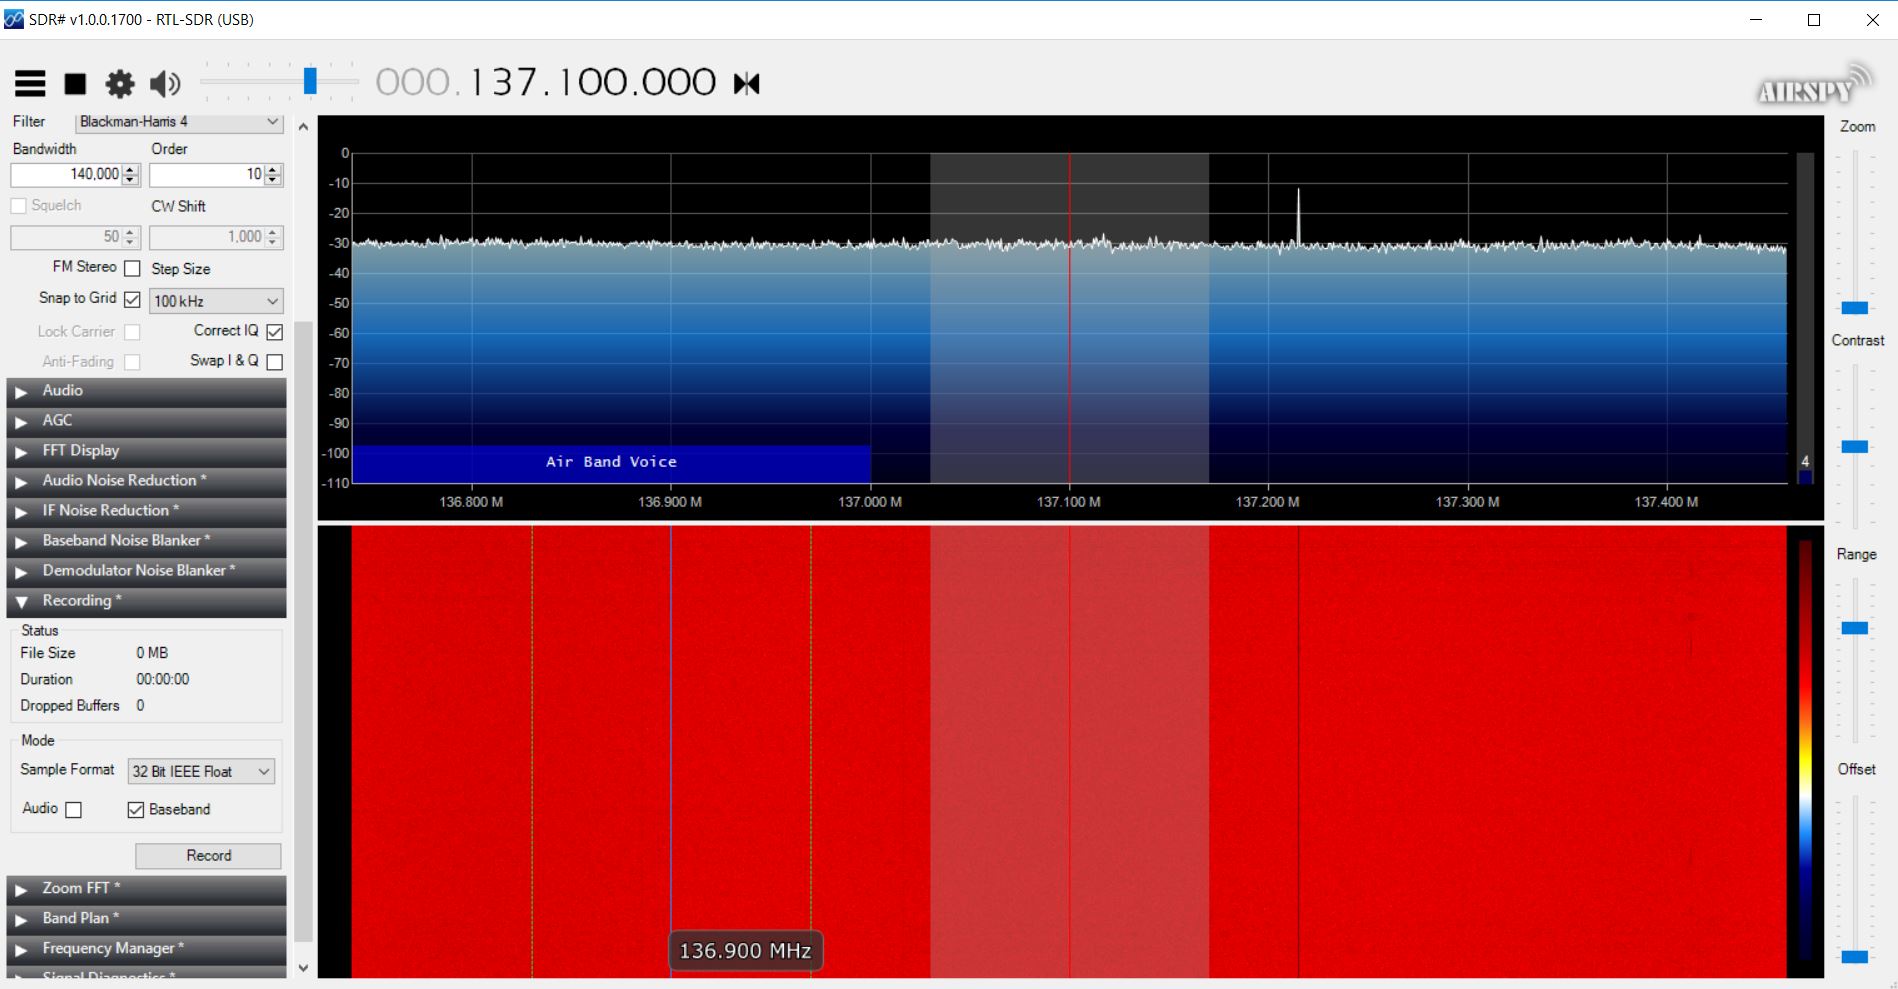 SDR# v1.0.0.1700 - RTL-SDR (USB)
000.137.100.000
AIRSPY
Filter Blackman-Harris 4
Bandwidth Order
140,000 10
Squelch CW Shift
50 1,000
FM Stereo Step Size
Snap to Grid 100 kHz
Lock Carrier Correct IQ
Anti-Fading Swap I & Q
Audio
AGC
FFT Display
Audio Noise Reduction *
IF Noise Reduction *
Baseband Noise Blanker *
Demodulator Noise Blanker *
Recording *
Status
File Size 0 MB
Duration 00:00:00
Dropped Buffers 0
Mode
Sample Format 32 Bit IEEE Float
Audio Baseband
Record
Zoom FFT *
Band Plan *
Frequency Manager *
Signal Diagnostics *
0
-10
-20
-30
-40
-50
-60
-70
-80
-90
-100
-110
Air Band Voice
4
136.800 M 136.900 M 137.000 M 137.100 M 137.200 M 137.300 M 137.400 M
136.900 MHz
Zoom
Contrast
Range
Offset